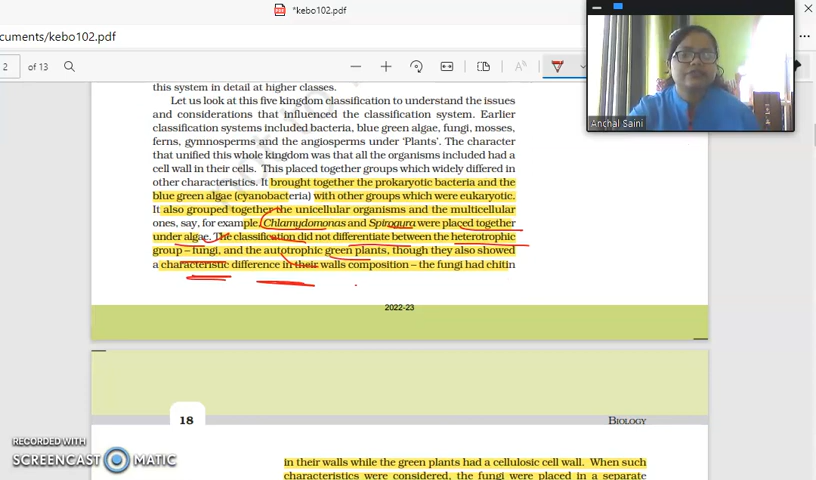 *kebo102.pdf
cuments/kebo102.pdf
2 of 13
this system in detail at higher classes.
Let us look at this five kingdom classification to understand the issues
and considerations that influenced the classification system. Earlier
classification systems included bacteria, blue green algae, fungi, mosses,
ferns, gymnosperms and the angiosperms under 'Plants'. The character
that unified this whole kingdom was that all the organisms included had a
cell wall in their cells. This placed together groups which widely differed in
other characteristics. It brought together the prokaryotic bacteria and the
blue green algae (cyanobacteria) with other groups which were eukaryotic.
It also grouped together the unicellular organisms and the multicellular
ones, say, for example, Chlamydomonas and Spirogyra were placed together
under algae. The classification did not differentiate between the heterotrophic
group – fungi, and the autotrophic green plants, though they also showed
a characteristic difference in their walls composition – the fungi had chitin
2022-23
18
BIOLOGY
in their walls while the green plants had a cellulosic cell wall. When such
characteristics were considered, the fungi were placed in a separate
Anchal Saini
RECORDED WITH
SCREENCAST MATIC